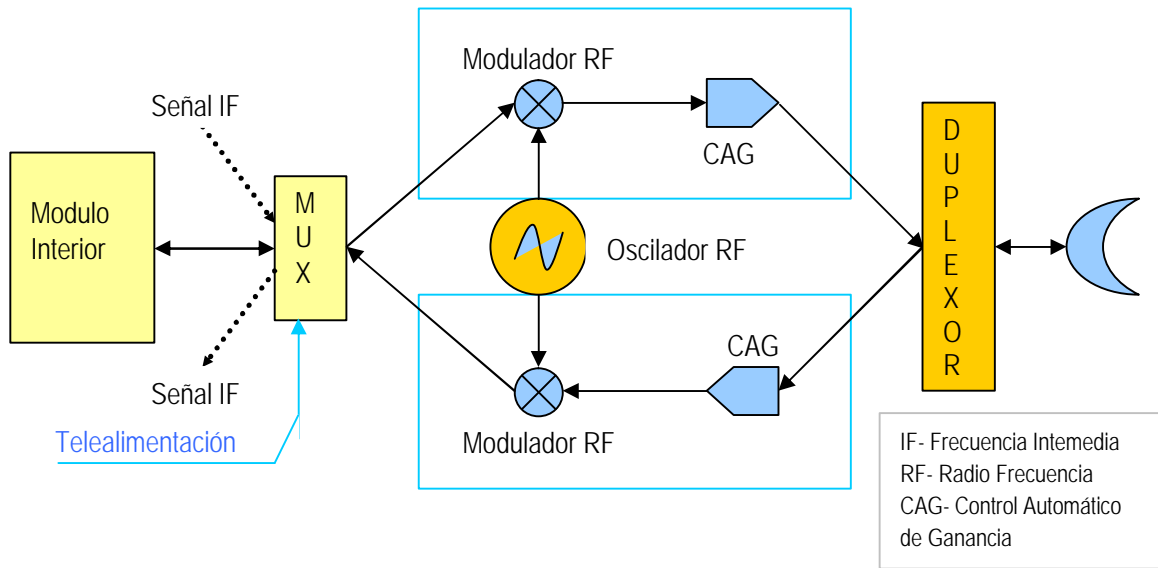 Modulador RF
Señal IF
CAG
Modulo
Interior
M
U
X
Oscilador RF
D
U
P
L
E
X
O
R
CAG
Señal IF
Modulador RF
Telealimentación
IF- Frecuencia Intermedia
RF- Radio Frecuencia
CAG- Control Automático
de Ganancia